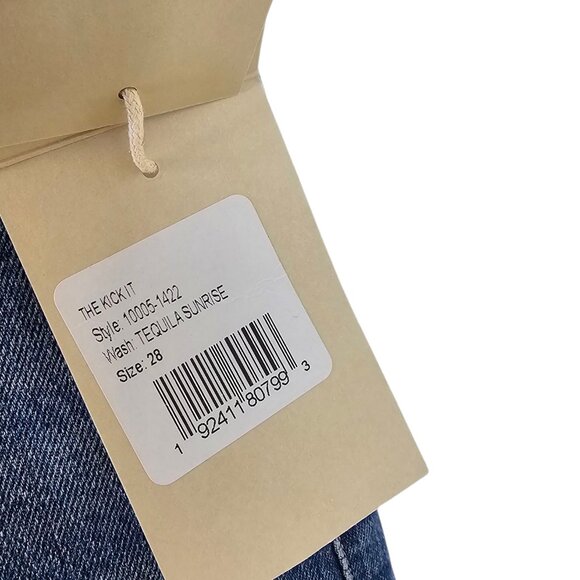 THE KICK IT
Style: 10005-1422
Wash: TEQUILA SUNRISE
Size: 28
1 92411 80799 3